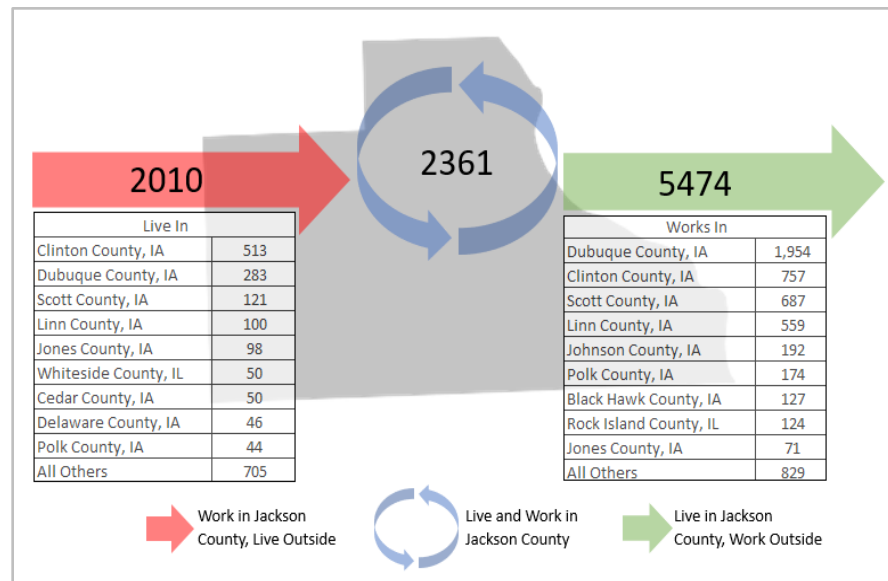 2010
2361
5474
Live In
Clinton County, IA 513
Dubuque County, IA 283
Scott County, IA 121
Linn County, IA 100
Jones County, IA 98
Whiteside County, IL 50
Cedar County, IA 50
Delaware County, IA 46
Polk County, IA 44
All Others 705
Works In
Dubuque County, IA 1,954
Clinton County, IA 757
Scott County, IA 687
Linn County, IA 559
Johnson County, IA 192
Polk County, IA 174
Black Hawk County, IA 127
Rock Island County, IL 124
Jones County, IA 71
All Others 829
Work in Jackson
County, Live Outside
Live and Work in
Jackson County
Live in Jackson
County, Work Outside